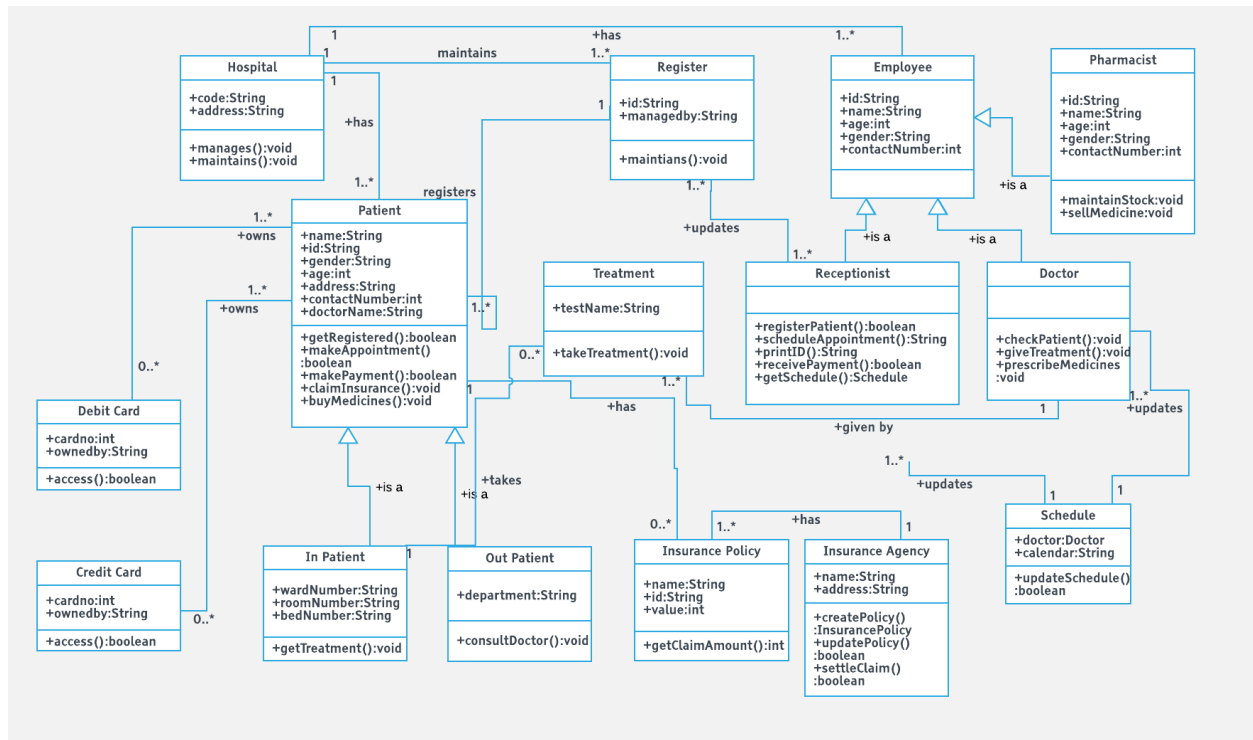 1
+has
1..*
1
maintains
1..*
1
+has
1..*
Hospital
+code:String
+address:String
+manages():void
+maintains():void
Register
+id:String
+managedby:String
+maintians():void
1
registers
1..*
Employee
+id:String
+name:String
+age:int
+gender:String
+contactNumber:int
Pharmacist
+id:String
+name:String
+age:int
+gender:String
+contactNumber:int
+maintainStock:void
+sellMedicine:void
+is a
+is a
+is a
1..*
+updates
1..*
Patient
+name:String
+id:String
+gender:String
+age:int
+address:String
+contactNumber:int
+doctorName:String
+getRegistered():boolean
+makeAppointment()
:boolean
+makePayment():boolean
+claimInsurance():void
+buyMedicines():void
1..*
+owns
0..*
1..*
+owns
0..*
Treatment
+testName:String
+takeTreatment():void
0..*
1..*
Receptionist
+registerPatient():boolean
+scheduleAppointment():String
+printID():String
+receivePayment():boolean
+getSchedule():Schedule
Doctor
+checkPatient():void
+giveTreatment():void
+prescribeMedicines
:void
1..*
+updates
1
1
+given by
1
+has
0..*
Debit Card
+cardno:int
+ownedby:String
+access():boolean
Credit Card
+cardno:int
+ownedby:String
+access():boolean
+is a
+is a
+takes
1
In Patient
+wardNumber:String
+roomNumber:String
+bedNumber:String
+getTreatment():void
Out Patient
+department:String
+consultDoctor():void
Insurance Policy
+name:String
+id:String
+value:int
+getClaimAmount():int
1..*
+has
1
Insurance Agency
+name:String
+address:String
+createPolicy()
:InsurancePolicy
+updatePolicy()
:boolean
+settleClaim()
:boolean
1..*
+updates
1
Schedule
+doctor:Doctor
+calendar:String
+updateSchedule()
:boolean